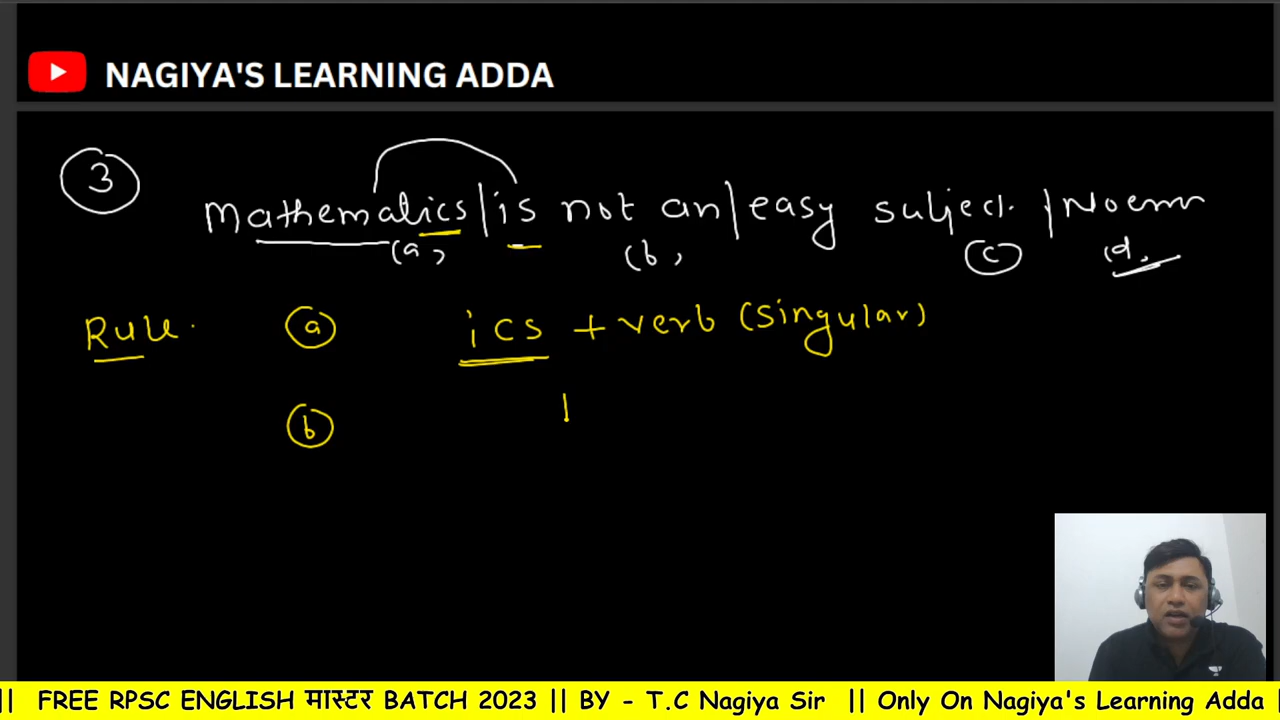 NAGIYA'S LEARNING ADDA
3 Mathematics | is not an | easy subject. | No error
(a) (b) (c) (d)
Rule. a ics + verb (Singular)
b
|| FREE RPSC ENGLISH मास्टर BATCH 2023 || BY - T.C Nagiya Sir || Only On Nagiya's Learning Adda |